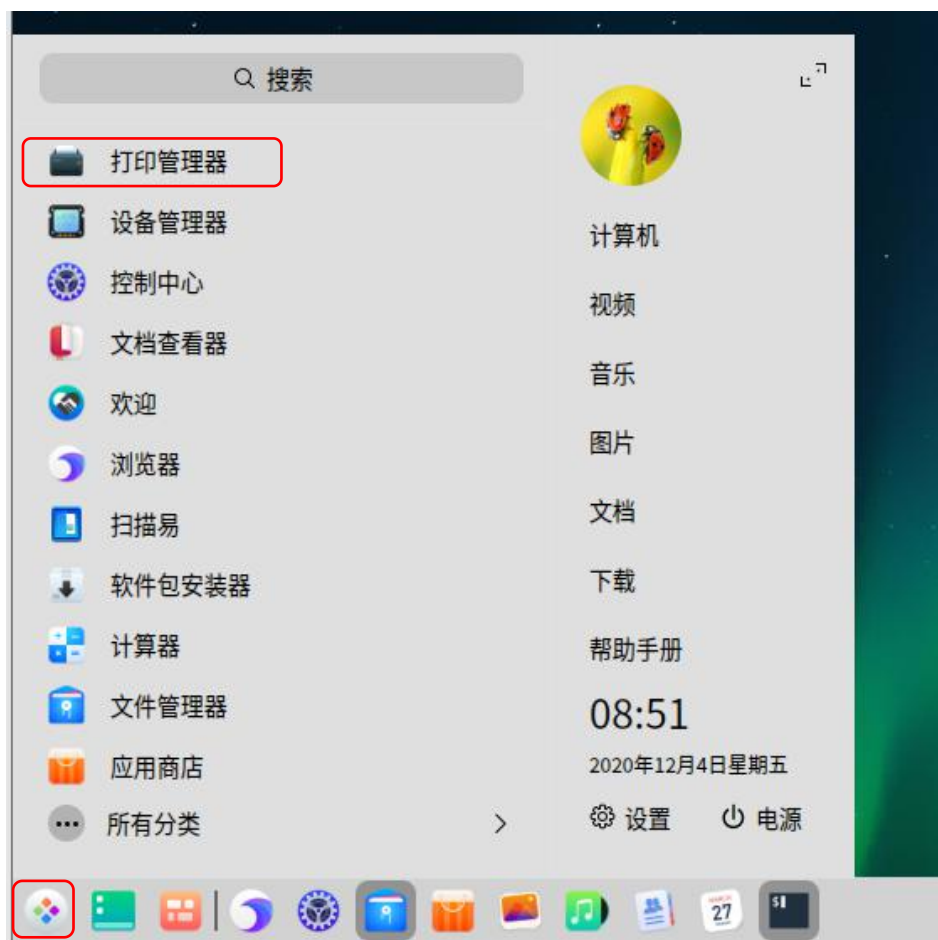 搜索
打印管理器
设备管理器
控制中心
文档查看器
欢迎
浏览器
扫描易
软件包安装器
计算器
文件管理器
应用商店
所有分类
计算机
视频
音乐
图片
文档
下载
帮助手册
08:51
2020年12月4日星期五
设置 电源
MARCH
27
$